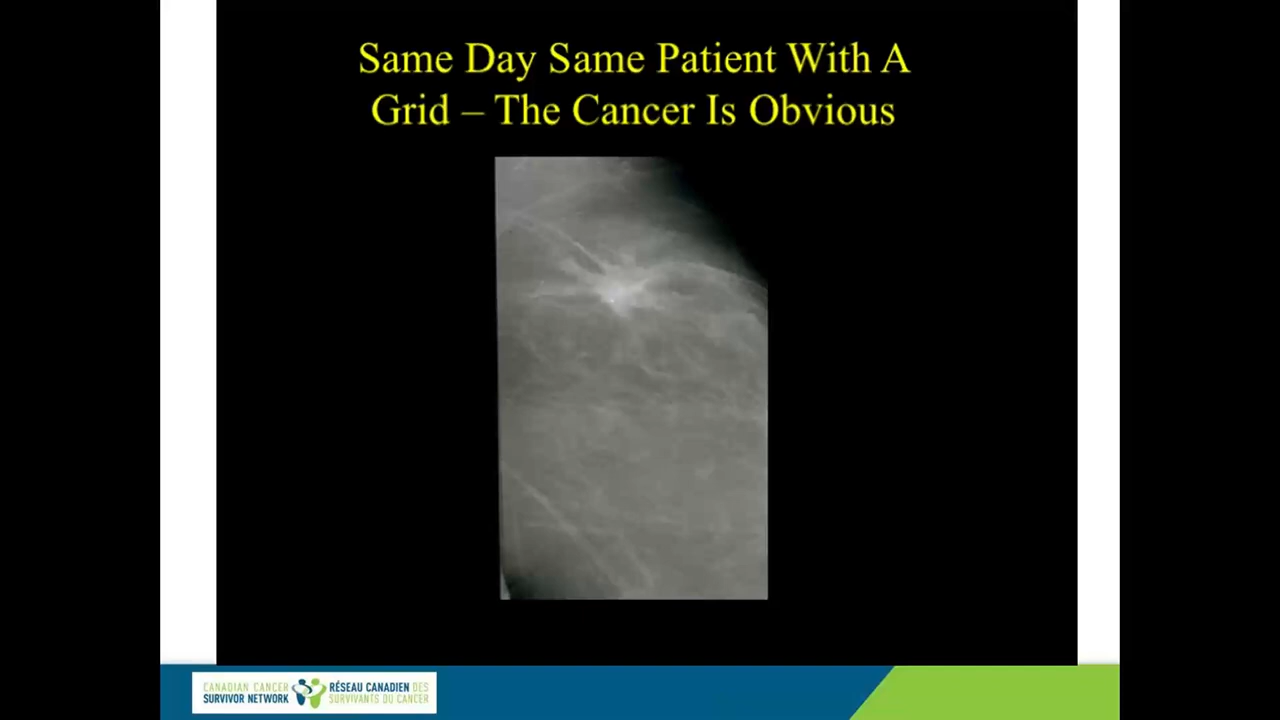 Same Day Same Patient With A
Grid – The Cancer Is Obvious
CANADIAN CANCER
SURVIVOR NETWORK
RÉSEAU CANADIEN DES
SURVIVANTS DU CANCER